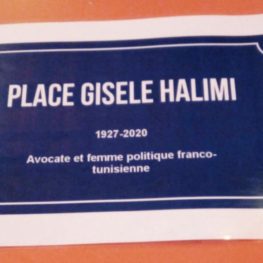 PLACE GISELE HALIMI
1927-2020
Avocate et femme politique franco-
tunisienne